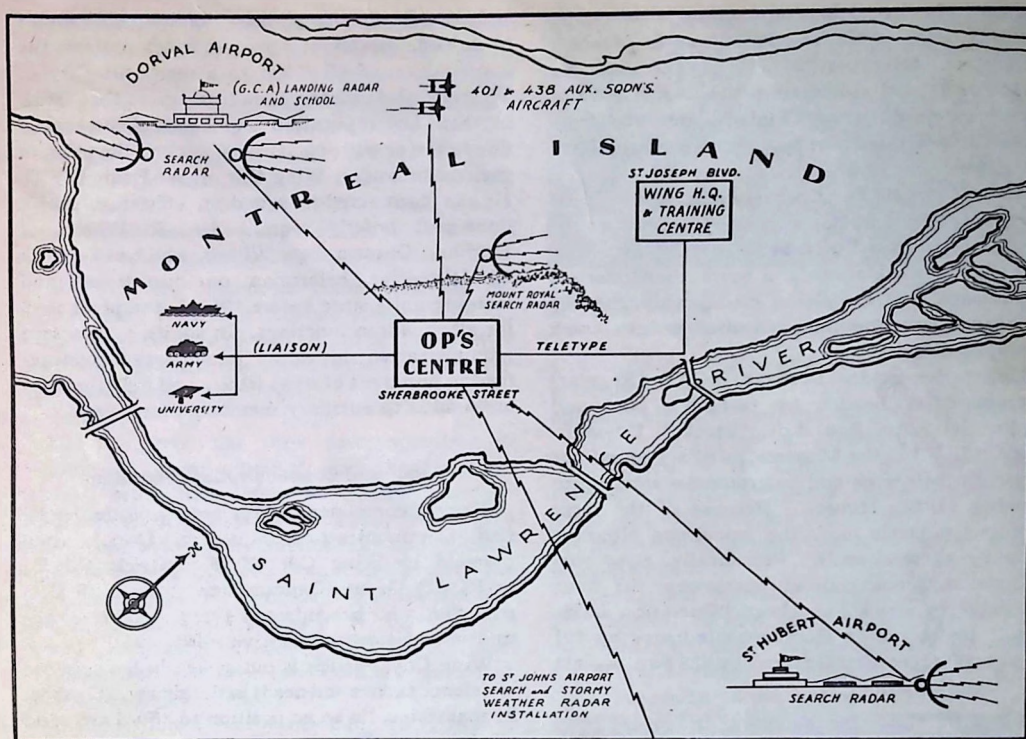 DORVAL AIRPORT
(G.C.A) LANDING RADAR
AND SCHOOL
SEARCH
RADAR
401 & 438 AUX. SQDN'S.
AIRCRAFT
MONTREAL ISLAND
ST JOSEPH BLVD.
WING H.Q.
& TRAINING
CENTRE
MOUNT ROYAL
SEARCH RADAR
NAVY
(LIAISON)
ARMY
UNIVERSITY
OP'S
CENTRE
TELETYPE
SHERBROOKE STREET
SAINT LAWRENCE RIVER
N
TO ST JOHNS AIRPORT
SEARCH and STORMY
WEATHER RADAR
INSTALLATION
ST HUBERT AIRPORT
SEARCH RADAR